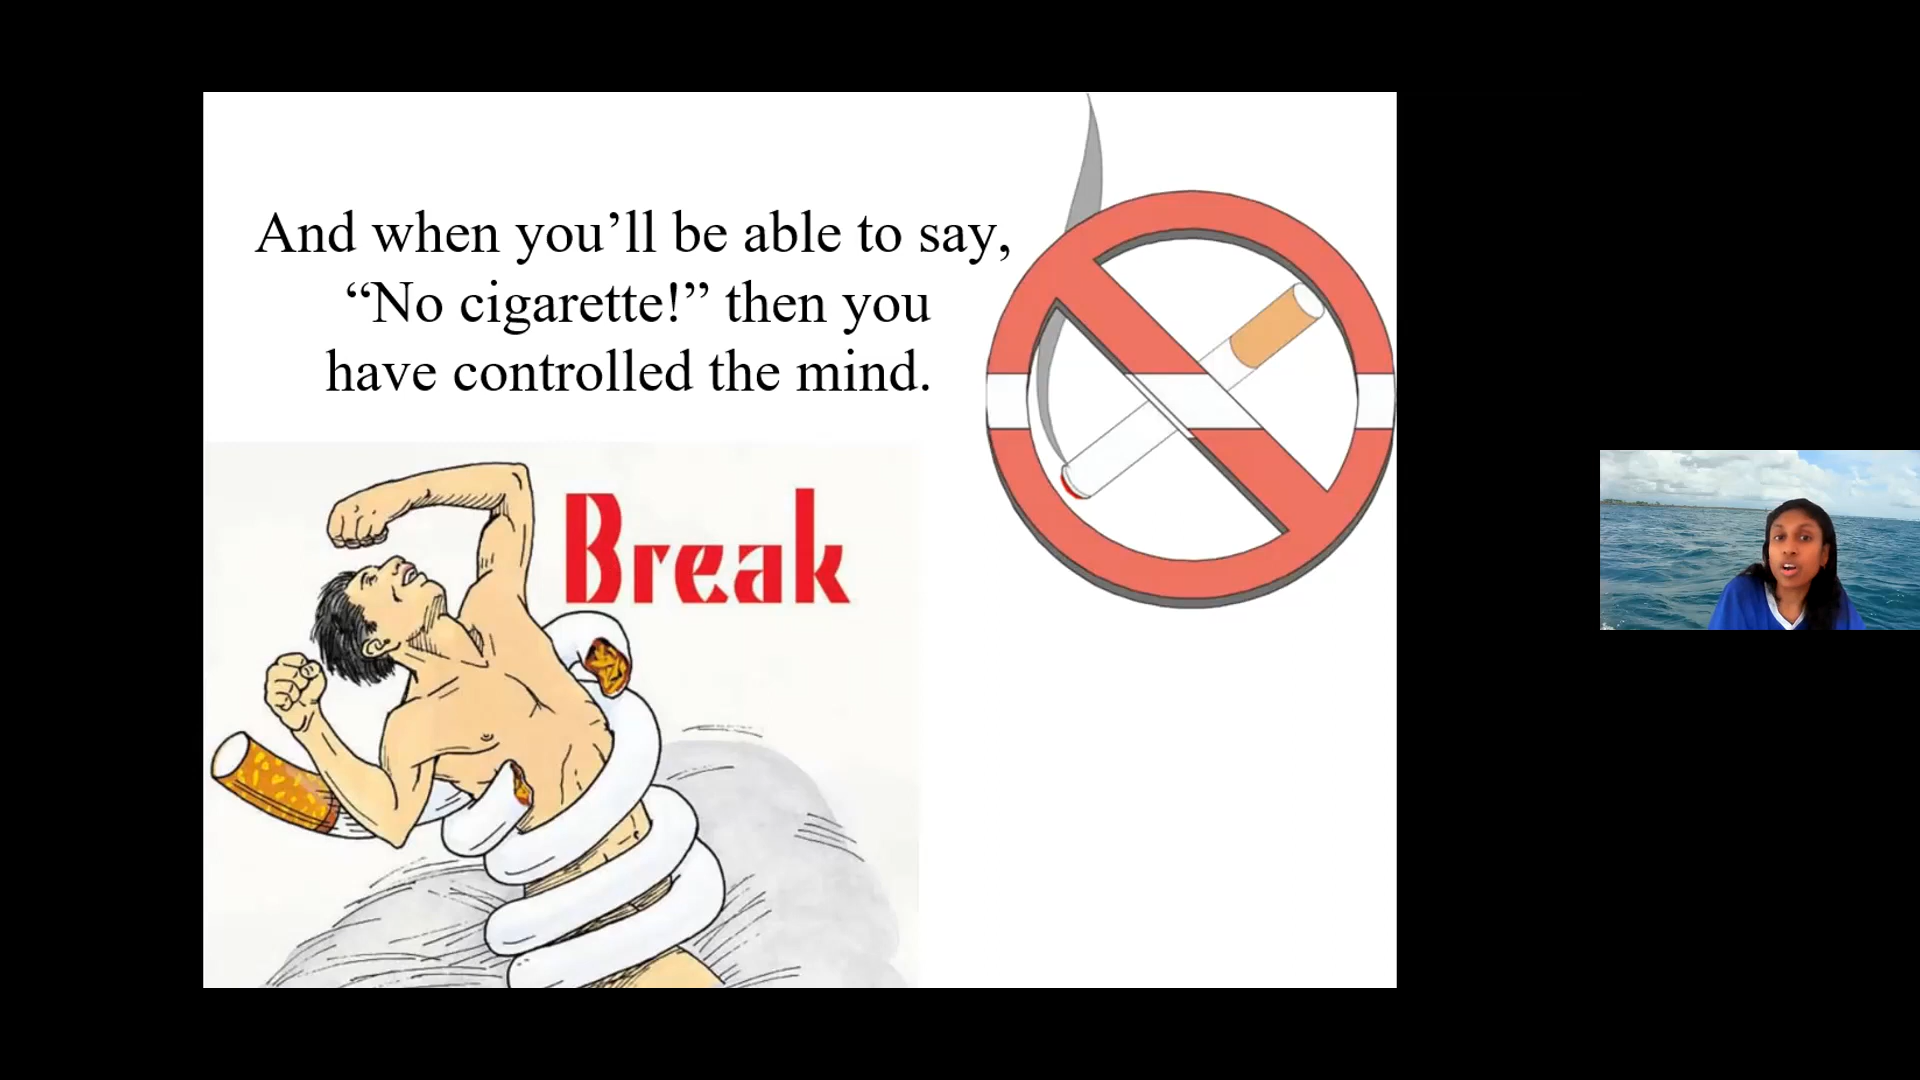 And when you’ll be able to say,
“No cigarette!” then you
have controlled the mind.
Break